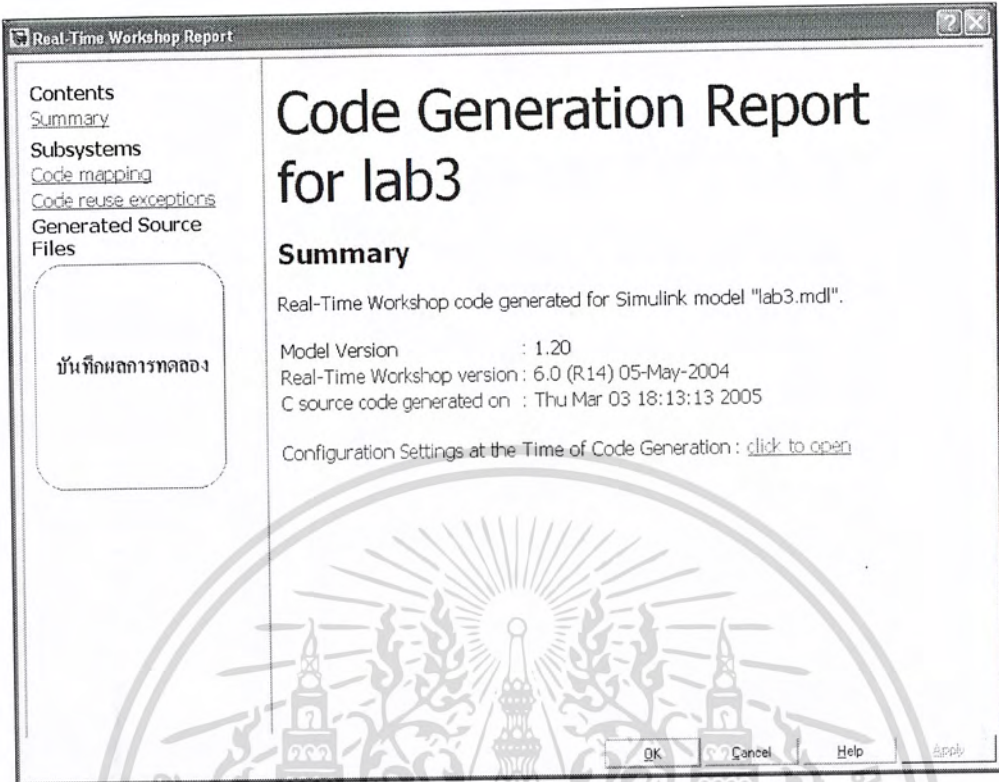 Real-Time Workshop Report
Contents
Summary
Subsystems
Code mapping
Code reuse exceptions
Generated Source
Files
บันทึกผลการทดลอง
Code Generation Report
for lab3
Summary
Real-Time Workshop code generated for Simulink model "lab3.mdl".
Model Version : 1.20
Real-Time Workshop version : 6.0 (R14) 05-May-2004
C source code generated on : Thu Mar 03 18:13:13 2005
Configuration Settings at the Time of Code Generation : click to open
OK Cancel Help Apply